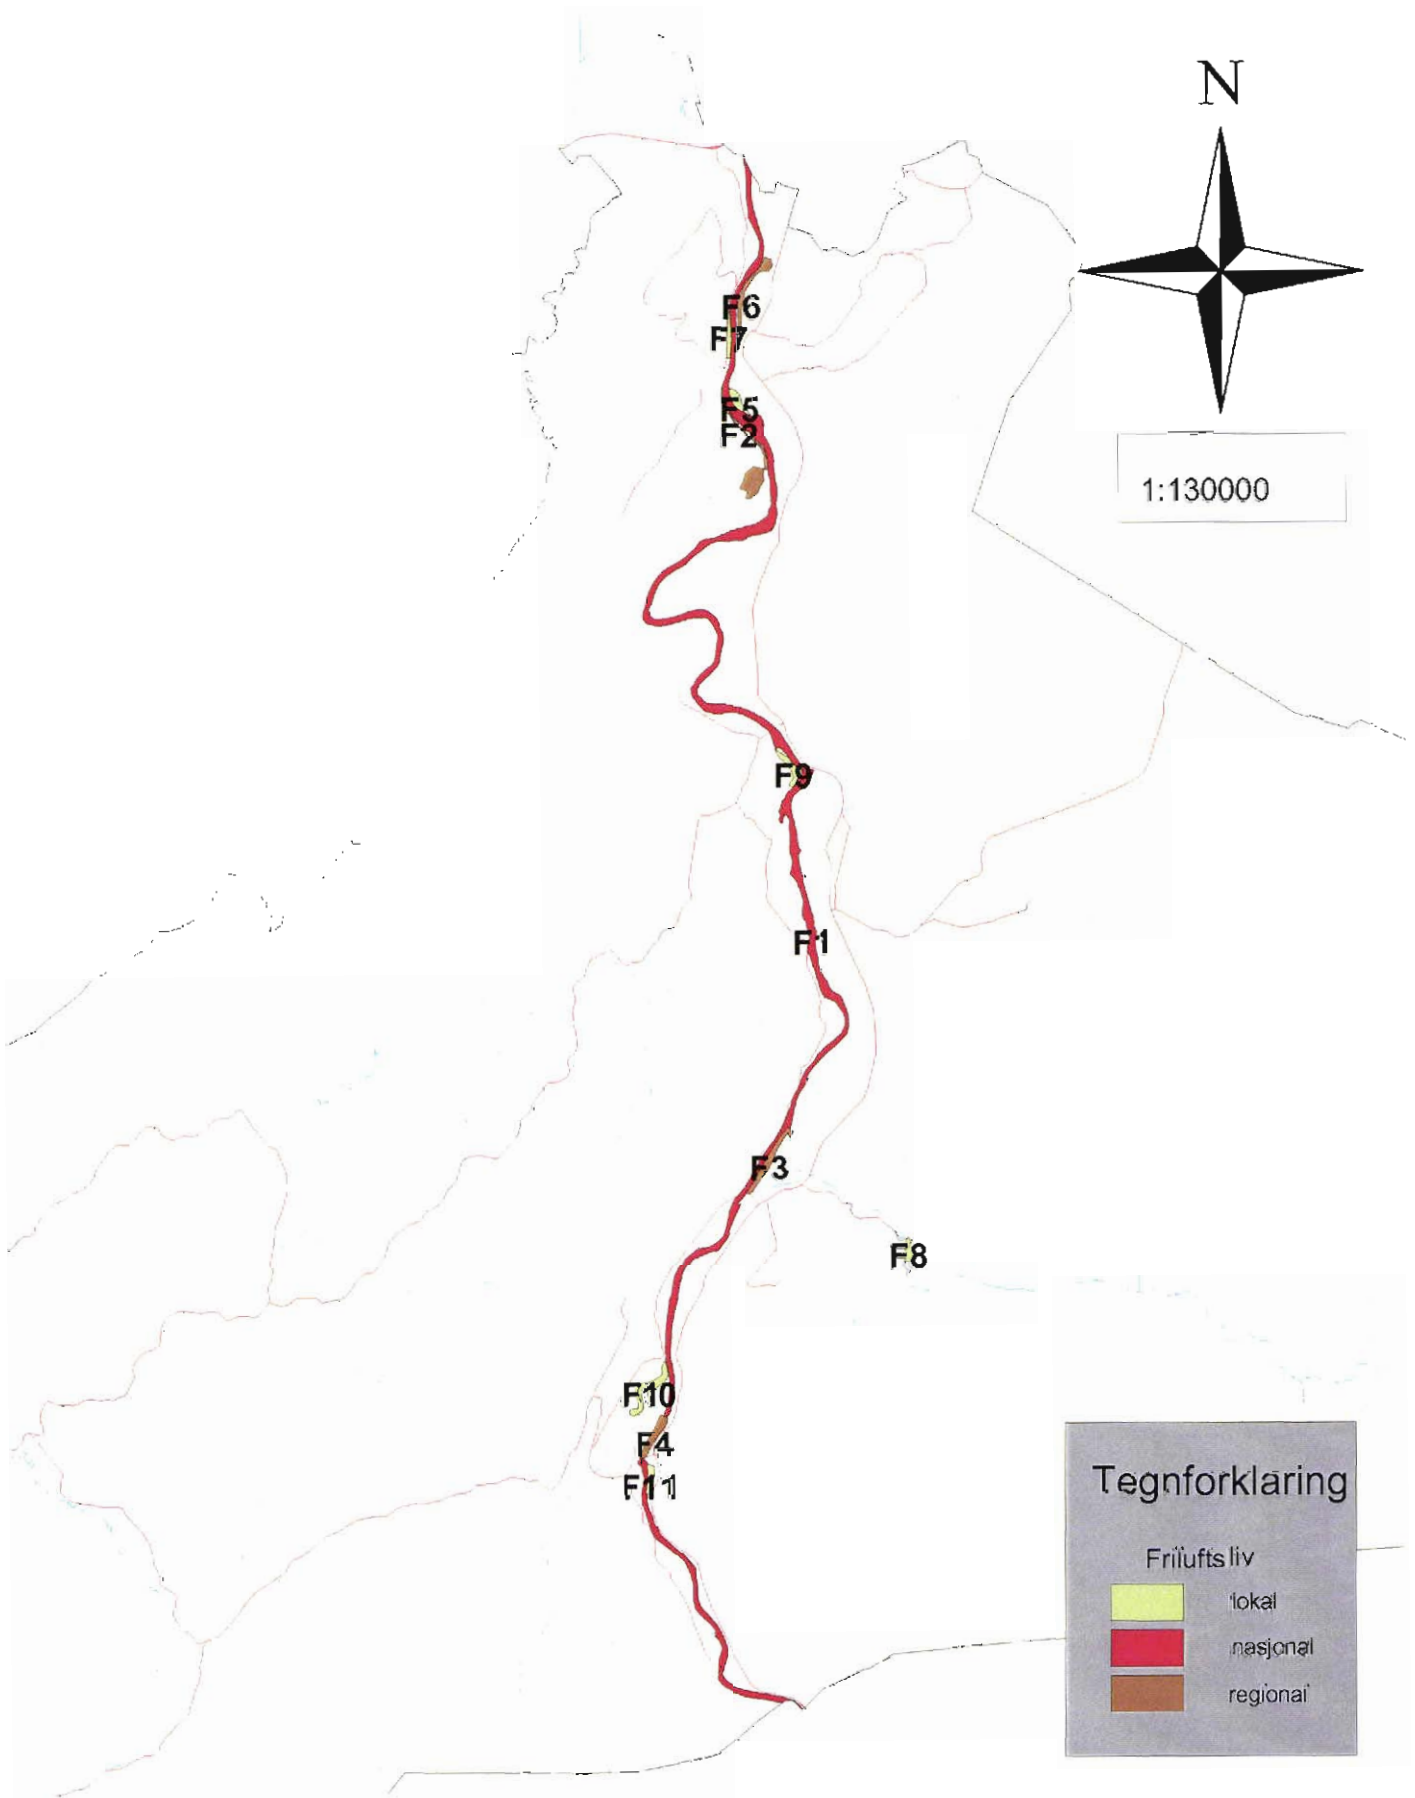 N
1:130000
F6
F7
F5
F2
F9
F1
F3
F8
F10
F4
F11
Tegnforklaring
Friluftsliv
lokal
nasjonal
regional